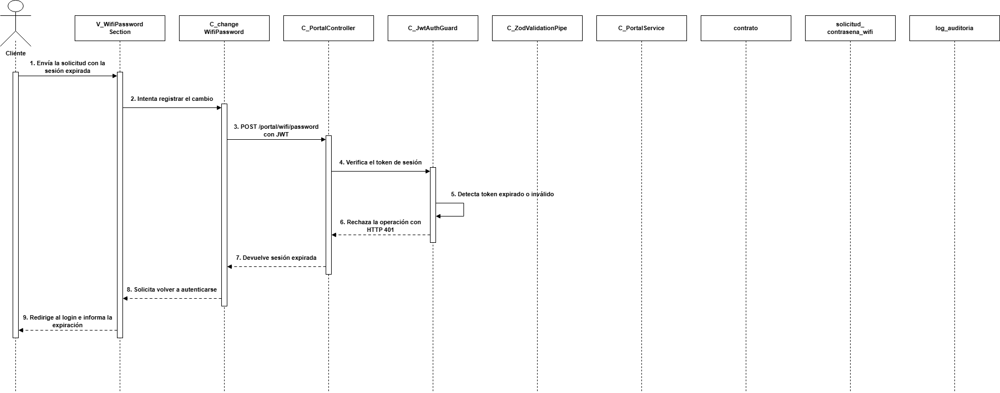 V_WifiPassword
Section
C_change
WifiPassword
C_PortalController
C_JwtAuthGuard
C_ZodValidationPipe
C_PortalService
contrato
solicitud_
contrasena_wifi
log_auditoria
Cliente
1. Envía la solicitud con la
sesión expirada
2. Intenta registrar el cambio
3. POST /portal/wifi/password
con JWT
4. Verifica el token de sesión
5. Detecta token expirado o inválido
6. Rechaza la operación con
HTTP 401
7. Devuelve sesión expirada
8. Solicita volver a autenticarse
9. Redirige al login e informa la
expiración